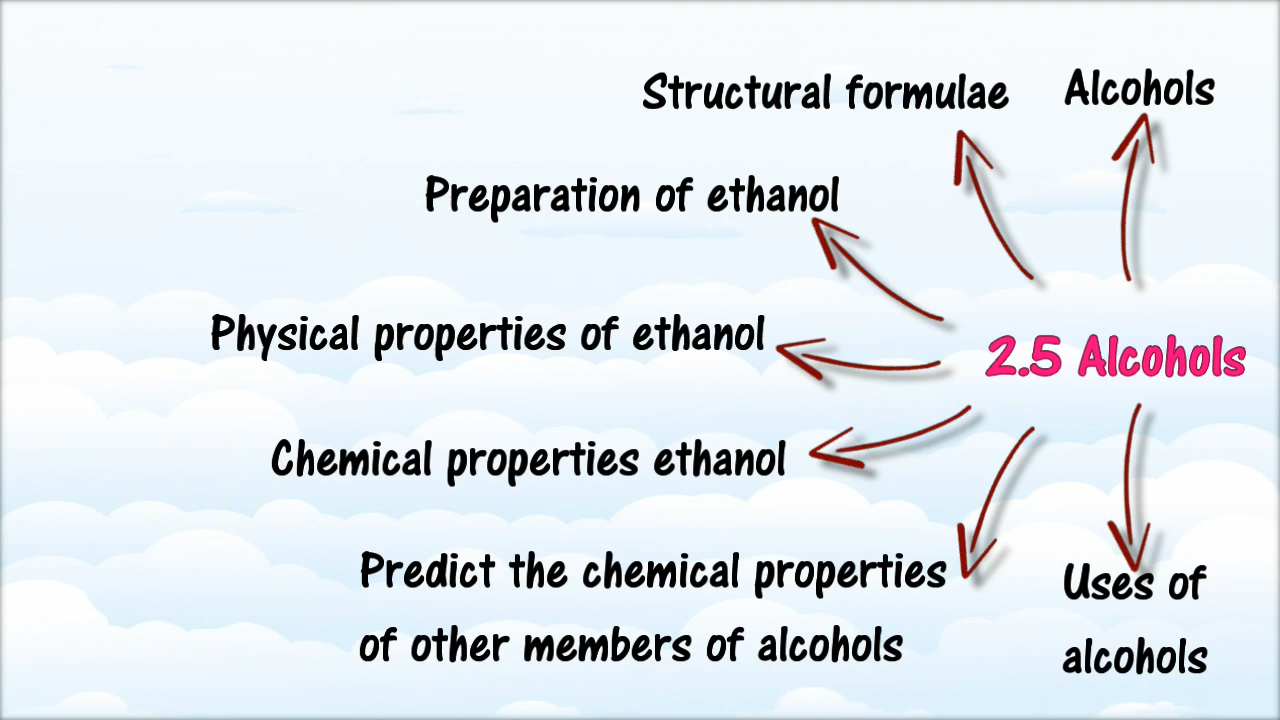 Structural formulae
Alcohols
Preparation of ethanol
Physical properties of ethanol
2.5 Alcohols
Chemical properties ethanol
Predict the chemical properties
of other members of alcohols
Uses of
alcohols